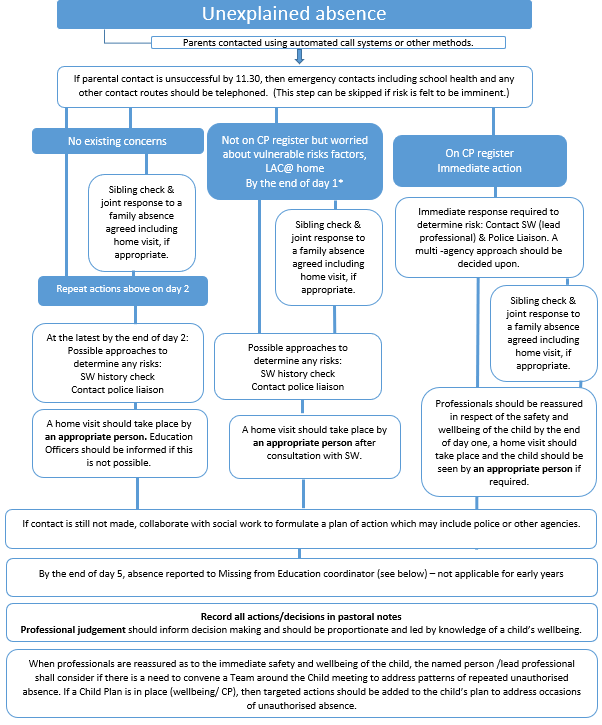 Unexplained absence
Parents contacted using automated call systems or other methods.
If parental contact is unsuccessful by 11.30, then emergency contacts including school health and any
other contact routes should be telephoned.  (This step can be skipped if risk is felt to be imminent.)
No existing concerns
Sibling check &
joint response to a
family absence
agreed including
home visit, if
appropriate.
Repeat actions above on day 2
At the latest by the end of day 2:
Possible approaches to
determine any risks:
SW history check
Contact police liaison
A home visit should take place by
an appropriate person. Education
Officers should be informed if this
is not possible.
Not on CP register but worried
about vulnerable risks factors,
LAC@ home
By the end of day 1*
Sibling check &
joint response to
a family absence
agreed including
home visit, if
appropriate.
Possible approaches to
determine any risks:
SW history check
Contact police liaison
A home visit should take place by
an appropriate person after
consultation with SW.
On CP register
Immediate action
Immediate response required to
determine risk: Contact SW (lead
professional) & Police Liaison. A
multi -agency approach should be
decided upon.
Sibling check &
joint response to
a family absence
agreed including
home visit, if
appropriate.
Professionals should be reassured
in respect of the safety and
wellbeing of the child by the end
of day one, a home visit should
take place and the child should be
seen by an appropriate person if
required.
If contact is still not made, collaborate with social work to formulate a plan of action which may include police or other agencies.
By the end of day 5, absence reported to Missing from Education coordinator (see below) – not applicable for early years
Record all actions/decisions in pastoral notes
Professional judgement should inform decision making and should be proportionate and led by knowledge of a child's wellbeing.
When professionals are reassured as to the immediate safety and wellbeing of the child, the named person /lead professional
shall consider if there is a need to convene a Team around the Child meeting to address patterns of repeated unauthorised
absence. If a Child Plan is in place (wellbeing/ CP), then targeted actions should be added to the child's plan to address occasions
of unauthorised absence.